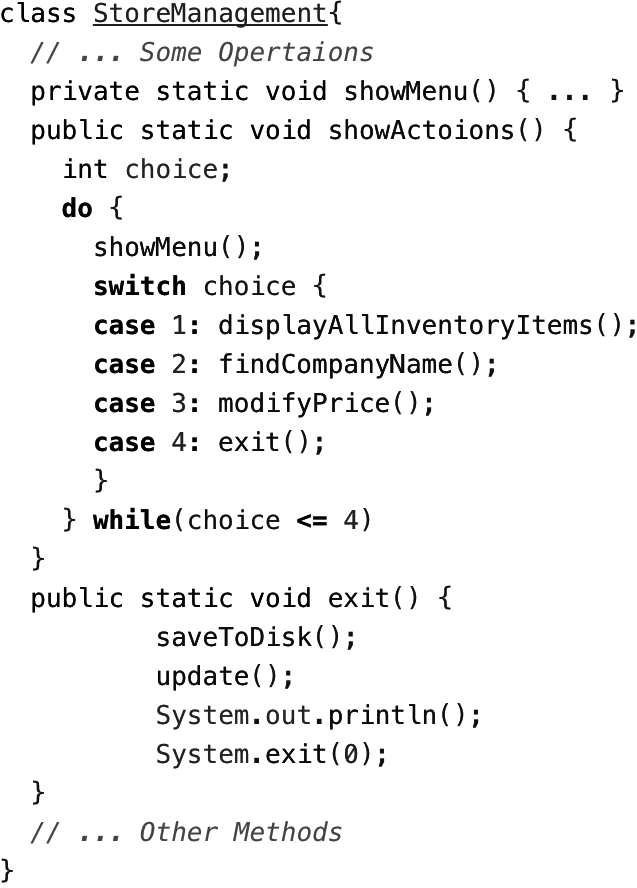 class StoreManagement{
  // ... Some Opertaions
  private static void showMenu() { ... }
  public static void showActoions() {
    int choice;
    do {
      showMenu();
      switch choice {
      case 1: displayAllInventoryItems();
      case 2: findCompanyName();
      case 3: modifyPrice();
      case 4: exit();
      }
    } while(choice <= 4)
  }
  public static void exit() {
          saveToDisk();
          update();
          System.out.println();
          System.exit(0);
  }
  // ... Other Methods
}